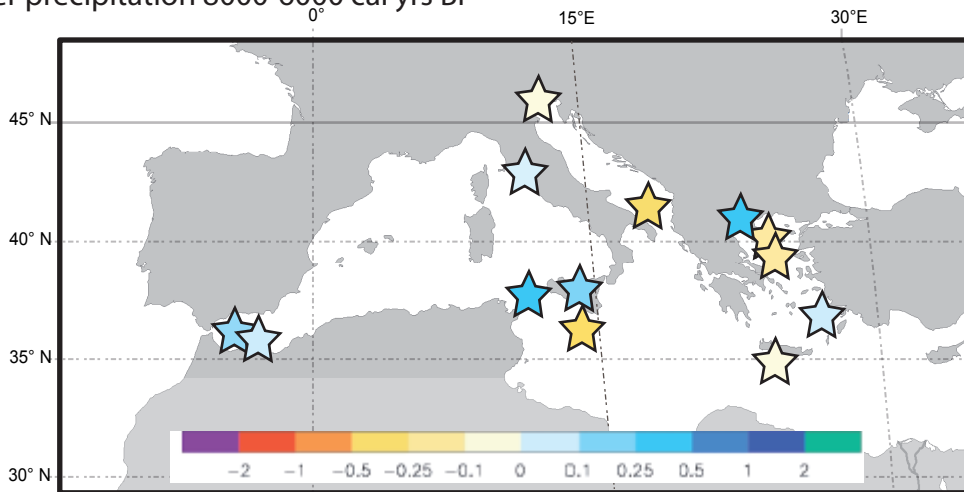 er precipitation 8000-6000 cal yrs BP
0° 15°E 30°E
45° N
40° N
35° N
30° N
-2 -1 -0.5 -0.25 -0.1 0 0.1 0.25 0.5 1 2